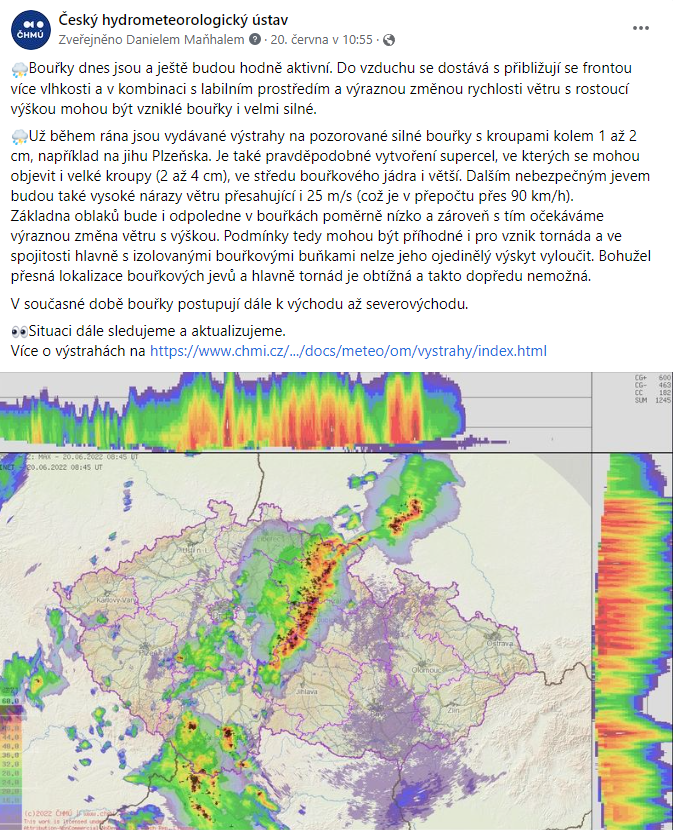 ČHMÚ
Český hydrometeorologický ústav
Zveřejněno Danielem Maňhalem · 20. června v 10:55 ·
Bouřky dnes jsou a ještě budou hodně aktivní. Do vzduchu se dostává s přibližují se frontou
více vlhkosti a v kombinaci s labilním prostředím a výraznou změnou rychlosti větru s rostoucí
výškou mohou být vzniklé bouřky i velmi silné.
Už během rána jsou vydávané výstrahy na pozorované silné bouřky s kroupami kolem 1 až 2
cm, například na jihu Plzeňska. Je také pravděpodobné vytvoření supercel, ve kterých se mohou
objevit i velké kroupy (2 až 4 cm), ve středu bouřkového jádra i větší. Dalším nebezpečným jevem
budou také vysoké nárazy větru přesahující i 25 m/s (což je v přepočtu přes 90 km/h).
Základna oblaků bude i odpoledne v bouřkách poměrně nízko a zároveň s tím očekáváme
výraznou změna větru s výškou. Podmínky tedy mohou být příhodné i pro vznik tornáda a ve
spojitosti hlavně s izolovanými bouřkovými buňkami nelze jeho ojedinělý výskyt vyloučit. Bohužel
přesná lokalizace bouřkových jevů a hlavně tornád je obtížná a takto dopředu nemožná.
V současné době bouřky postupují dále k východu až severovýchodu.
Situaci dále sledujeme a aktualizujeme.
Více o výstrahách na https://www.chmi.cz/.../docs/meteo/om/vystrahy/index.html
CG+ 600
CG- 463
CC 182
SUM 1245
Z: MAX - 20.06.2022 08:45 UT
- 20.06.2022 08:45 UT
Ústí n. L.
Karlovy Vary
Ostrava
Olomouc
Jihlava
Zlín
(c)2022 ČHMÚ